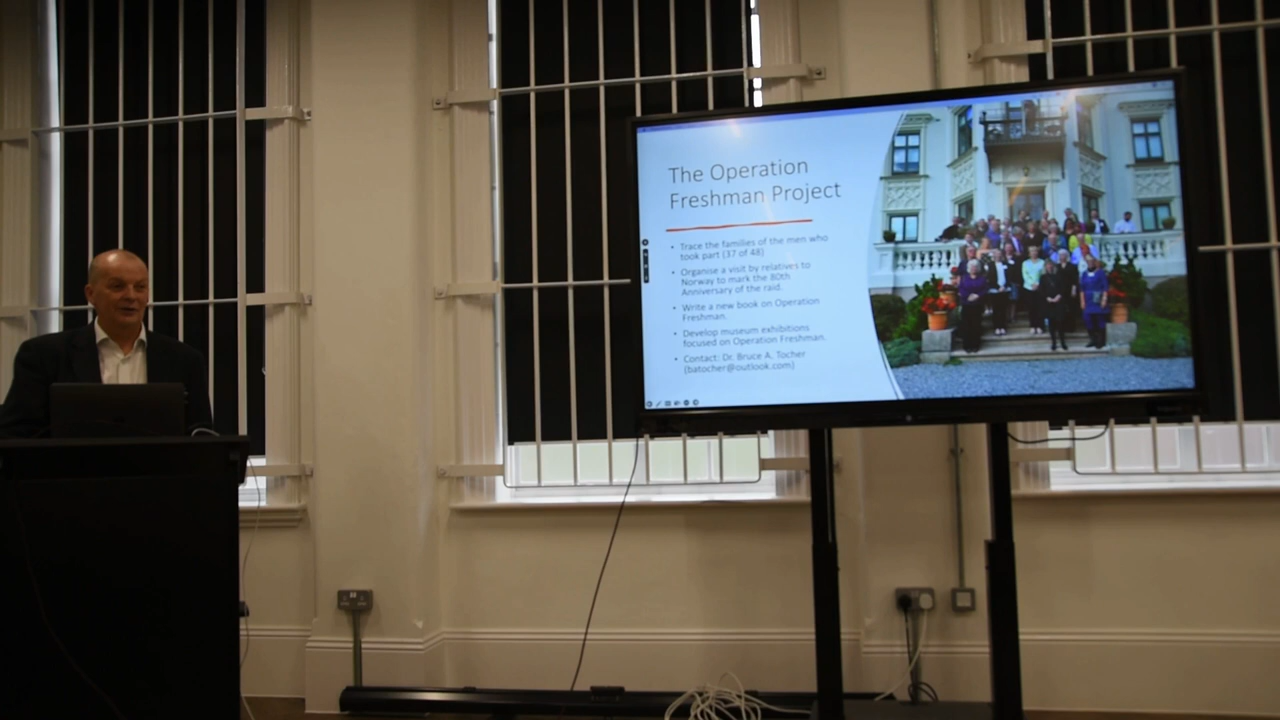 The Operation
Freshman Project
• Trace the families of the men who
took part (37 of 48)
• Organise a visit by relatives to
Norway to mark the 80th
Anniversary of the raid.
• Write a new book on Operation
Freshman.
• Develop museum exhibitions
focused on Operation Freshman.
• Contact: Dr. Bruce A. Tocher
(batocher@outlook.com)